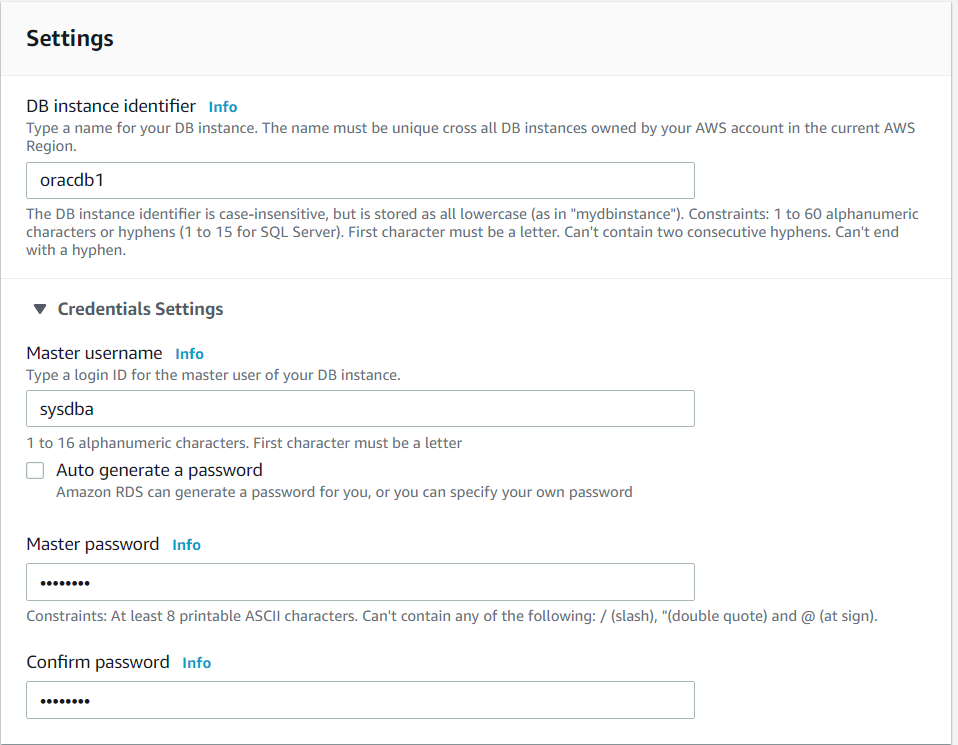 Settings
DB instance identifier Info
Type a name for your DB instance. The name must be unique cross all DB instances owned by your AWS account in the current AWS
Region.
oracdb1
The DB instance identifier is case-insensitive, but is stored as all lowercase (as in "mydbinstance"). Constraints: 1 to 60 alphanumeric
characters or hyphens (1 to 15 for SQL Server). First character must be a letter. Can't contain two consecutive hyphens. Can't end
with a hyphen.
Credentials Settings
Master username Info
Type a login ID for the master user of your DB instance.
sysdba
1 to 16 alphanumeric characters. First character must be a letter
Auto generate a password
Amazon RDS can generate a password for you, or you can specify your own password
Master password Info
••••••••
Constraints: At least 8 printable ASCII characters. Can't contain any of the following: / (slash), "(double quote) and @ (at sign).
Confirm password Info
••••••••